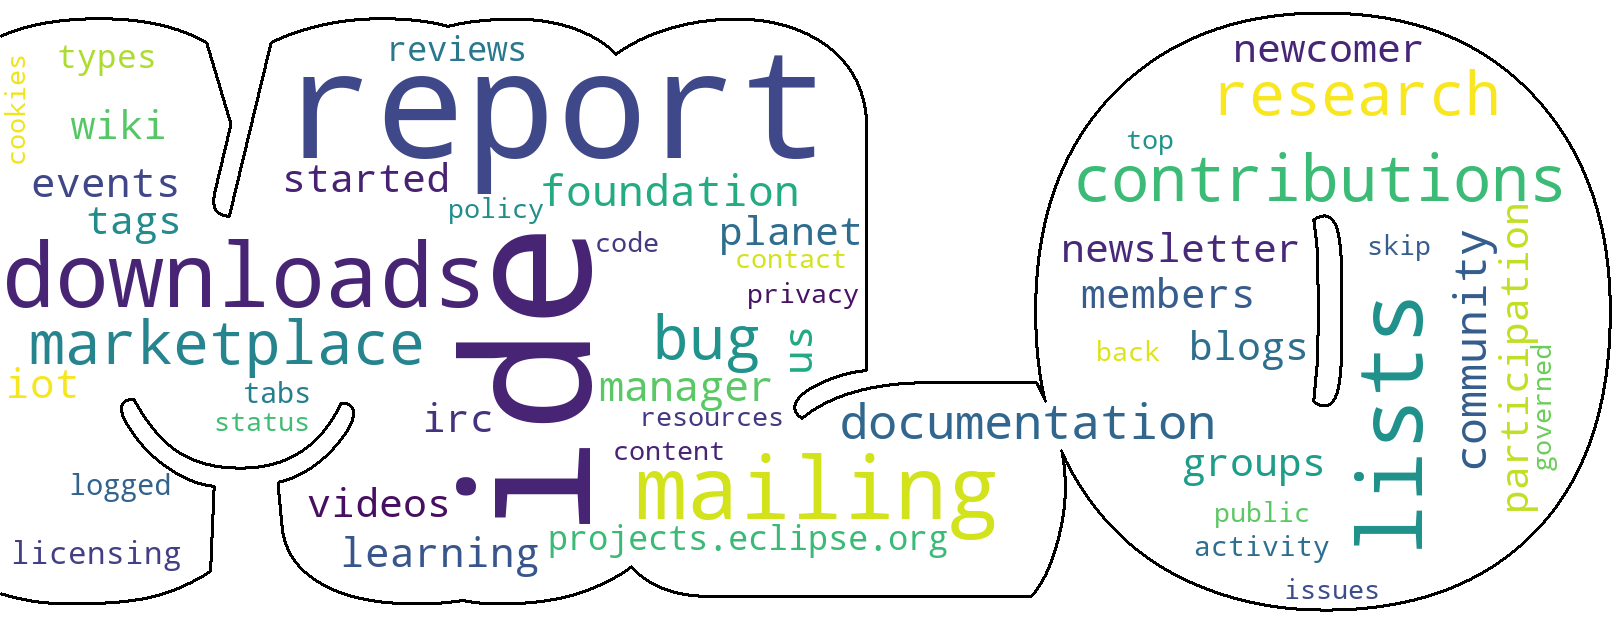 types
cookies
wiki
events
tags
downloads
marketplace
iot
tabs
status
logged
licensing
reviews
report
started
policy
foundation
code
planet
contact
privacy
ide
bug
us
manager
irc
resources
content
documentation
mailing
videos
learning
projects.eclipse.org
newcomer
research
top
contributions
newsletter
skip
members
back
blogs
lists
community
participation
governed
groups
public
activity
issues